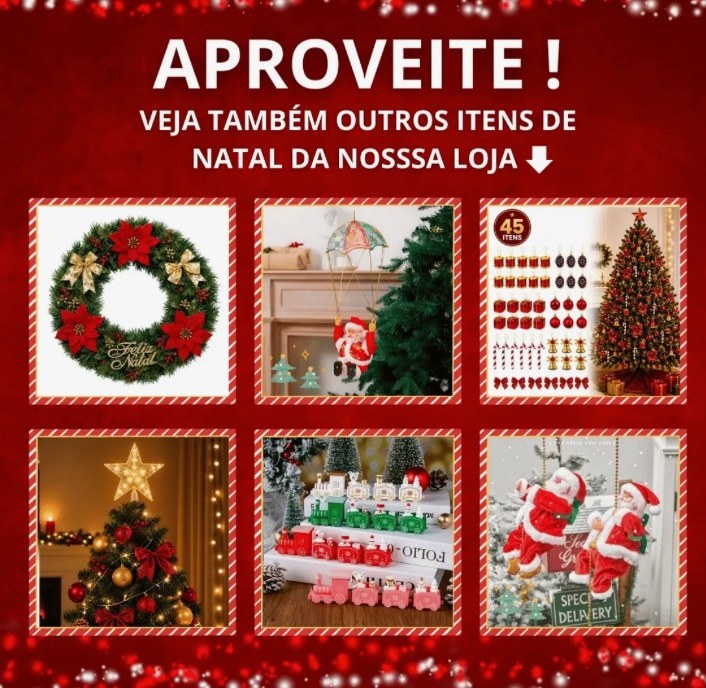 APROVEITE !
VEJA TAMBÉM OUTROS ITENS DE
NATAL DA NOSSSA LOJA
45
ITENS
Feliz
Natal
FOLIO
SPEC
DELIVERY